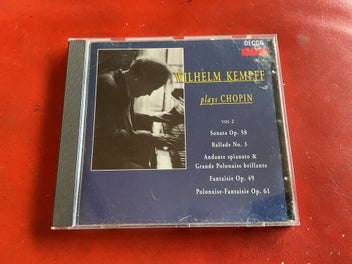 DECCA
WILHELM KEMPFF
plays CHOPIN
VOL 2
Sonata Op. 58
Ballade No. 3
Andante spianato &
Grande Polonaise brillante
Fantaisie Op. 49
Polonaise-Fantaisie Op. 61